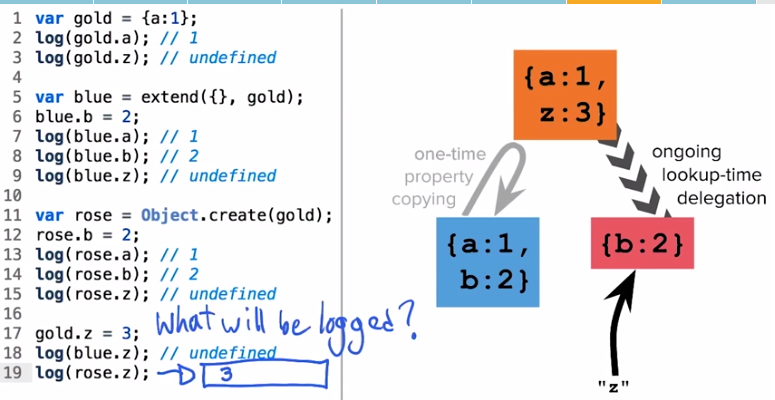 1 var gold = {a:1};
2 log(gold.a); // 1
3 log(gold.z); // undefined
4
5 var blue = extend({}, gold);
6 blue.b = 2;
7 log(blue.a); // 1
8 log(blue.b); // 2
9 log(blue.z); // undefined
10
11 var rose = Object.create(gold);
12 rose.b = 2;
13 log(rose.a); // 1
14 log(rose.b); // 2
15 log(rose.z); // undefined
16
What will be logged?
17 gold.z = 3;
18 log(blue.z); // undefined
19 log(rose.z); 3
{a:1,
z:3}
one-time
property
copying
ongoing
lookup-time
delegation
{a:1,
b:2}
{b:2}
"z"